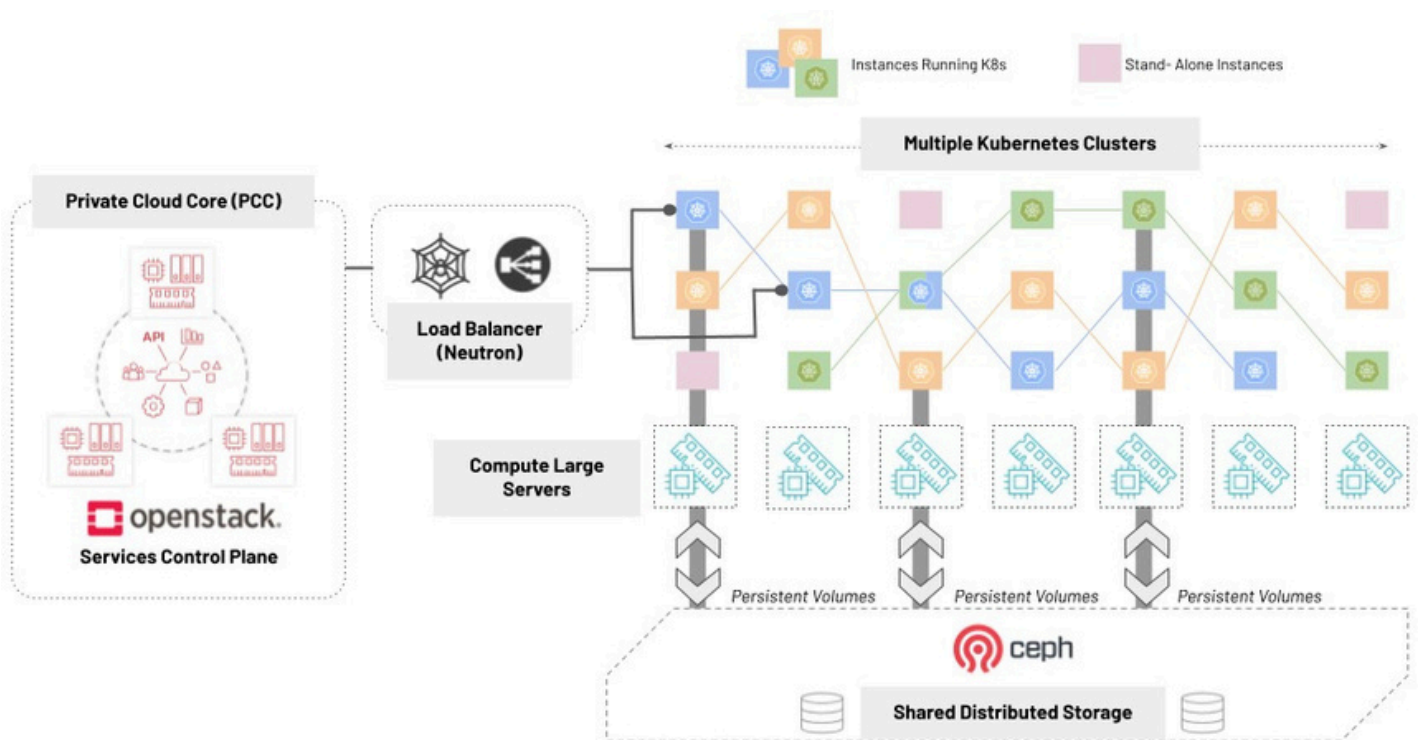 Instances Running K8s
Stand- Alone Instances
Multiple Kubernetes Clusters
Private Cloud Core (PCC)
API
openstack.
Services Control Plane
Load Balancer
(Neutron)
Compute Large
Servers
Persistent Volumes
Persistent Volumes
Persistent Volumes
ceph
Shared Distributed Storage